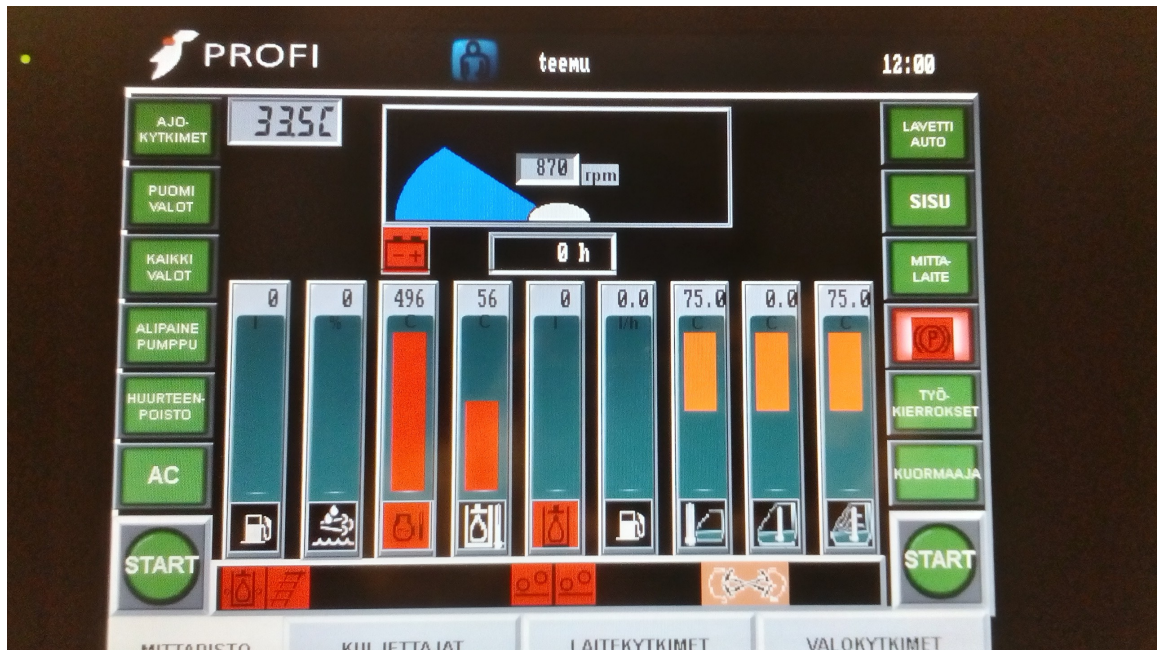 PROFI
teemu
12:00
AJO-
KYTKIMET
33.5C
870
rpm
LAVETTI
AUTO
PUOMI
VALOT
SISU
KAIKKI
VALOT
- +
0 h
MITTA-
LAITE
0
0
496
56
0
0.0
75.0
0.0
75.0
l
%
C
C
l
l/h
C
C
C
ALIPAINE
PUMPPU
(P)
HUURTEEN-
POISTO
TYÖ-
KIERROKSET
AC
KUORMAAJA
START
START
MITTARISTO
KULJETTAJAT
LAITEKYTKIMET
VALOKYTKIMET